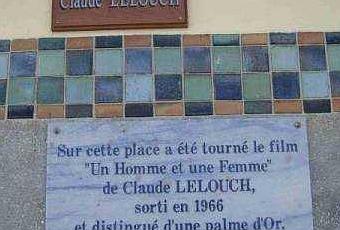 Claude LELOUCH
Sur cette place a été tourné le film
"Un Homme et une Femme"
de Claude LELOUCH,
sorti en 1966
et distingué d'une palme d'Or.